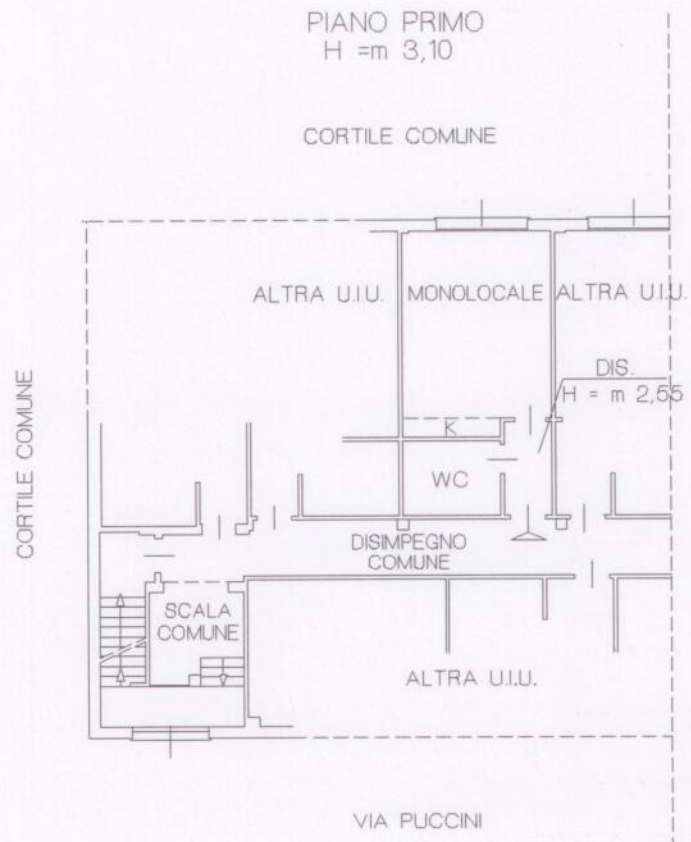 PIANO PRIMO
H =m 3,10
CORTILE COMUNE
ALTRA U.I.U.
MONOLOCALE
ALTRA U.I.U.
DIS.
H = m 2,55
CORTILE COMUNE
K
WC
DISIMPEGNO
COMUNE
SCALA
COMUNE
ALTRA U.I.U.
VIA PUCCINI